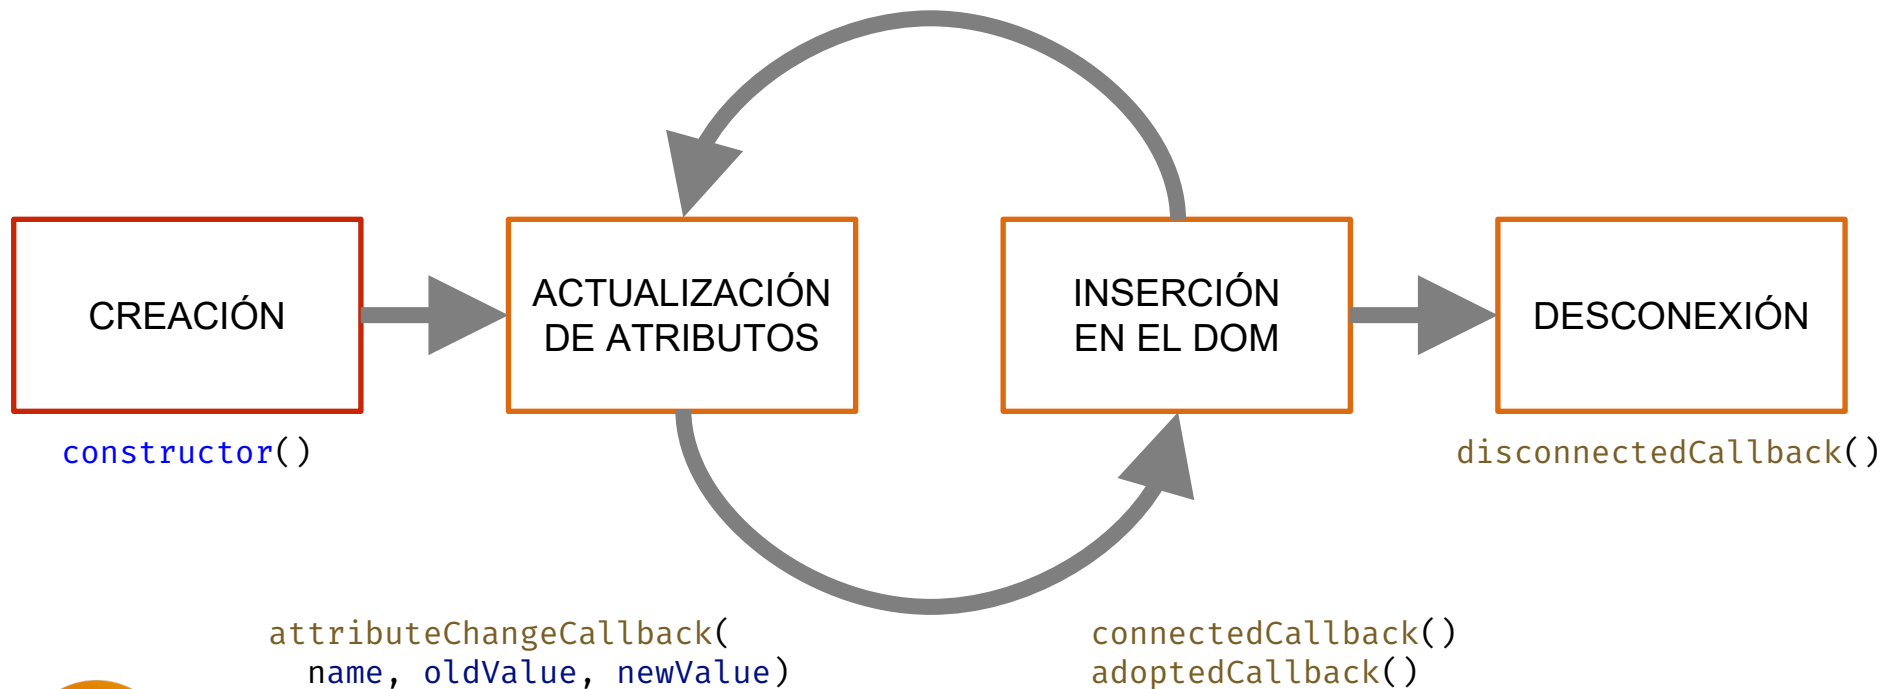 CREACIÓN
ACTUALIZACIÓN
DE ATRIBUTOS
INSERCIÓN
EN EL DOM
DESCONEXIÓN
constructor()
disconnectedCallback()
attributeChangeCallback(
name, oldValue, newValue)
connectedCallback()
adoptedCallback()